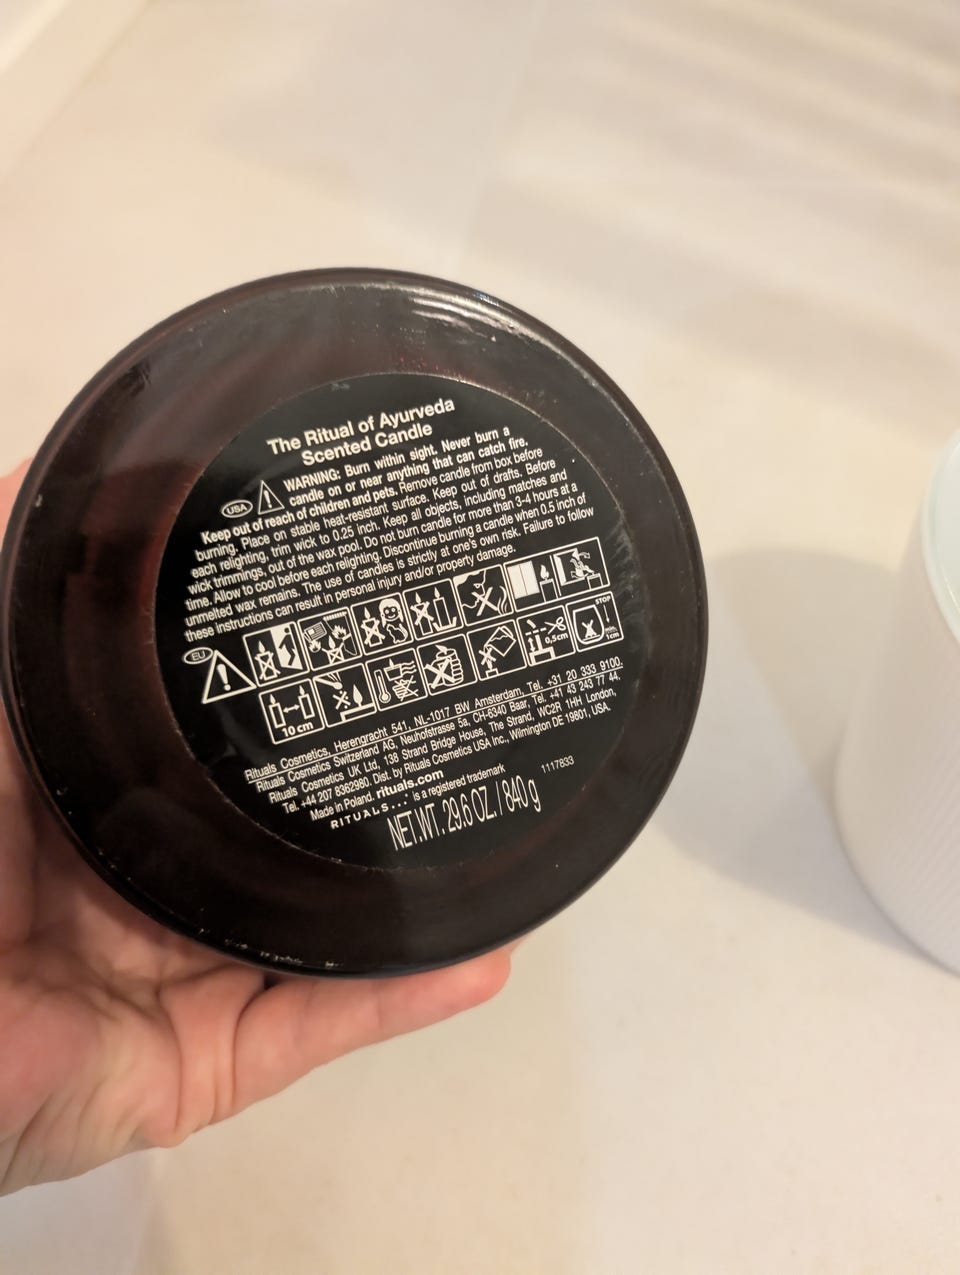 The Ritual of Ayurveda
Scented Candle
USA
WARNING: Burn within sight. Never burn a
candle on or near anything that can catch fire.
Keep out of reach of children and pets. Remove candle from box before
burning. Place on stable heat-resistant surface. Keep out of drafts. Before
each relighting, trim wick to 0.25 inch. Keep all objects, including matches and
wick trimmings, out of the wax pool. Do not burn candle for more than 3-4 hours at a
time. Allow to cool before each relighting. Discontinue burning a candle when 0.5 inch of
unmelted wax remains. The use of candles is strictly at one's own risk. Failure to follow
these instructions can result in personal injury and/or property damage.
EU
10 cm
0,5cm
STOP
min.
1cm
Rituals Cosmetics, Herengracht 541, NL-1017 BW Amsterdam, Tel. +31 20 333 9100.
Rituals Cosmetics Switzerland AG, Neuhofstrasse 5a, CH-6340 Baar, Tel. +41 43 243 77 44.
Rituals Cosmetics UK Ltd, 138 Strand Bridge House, The Strand, WC2R 1HH London,
Tel. +44 207 8362980. Dist. by Rituals Cosmetics USA Inc., Wilmington DE 19801, USA.
Made in Poland. rituals.com
RITUALS...® is a registered trademark
1117833
NET.WT. 29.6 OZ. / 840 g